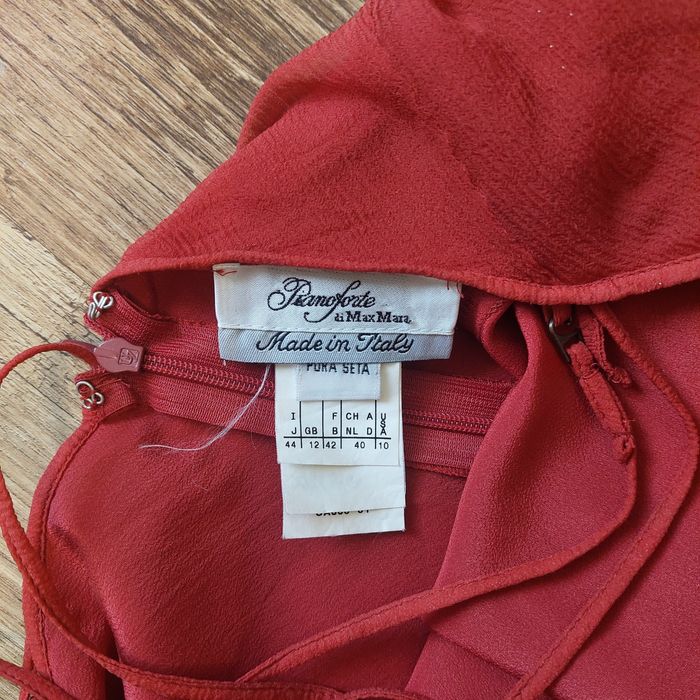 Pianoforte
di Max Mara
Made in Italy
PURA SETA
I F CH A USA
J GB B NL D
44 12 42 40 10